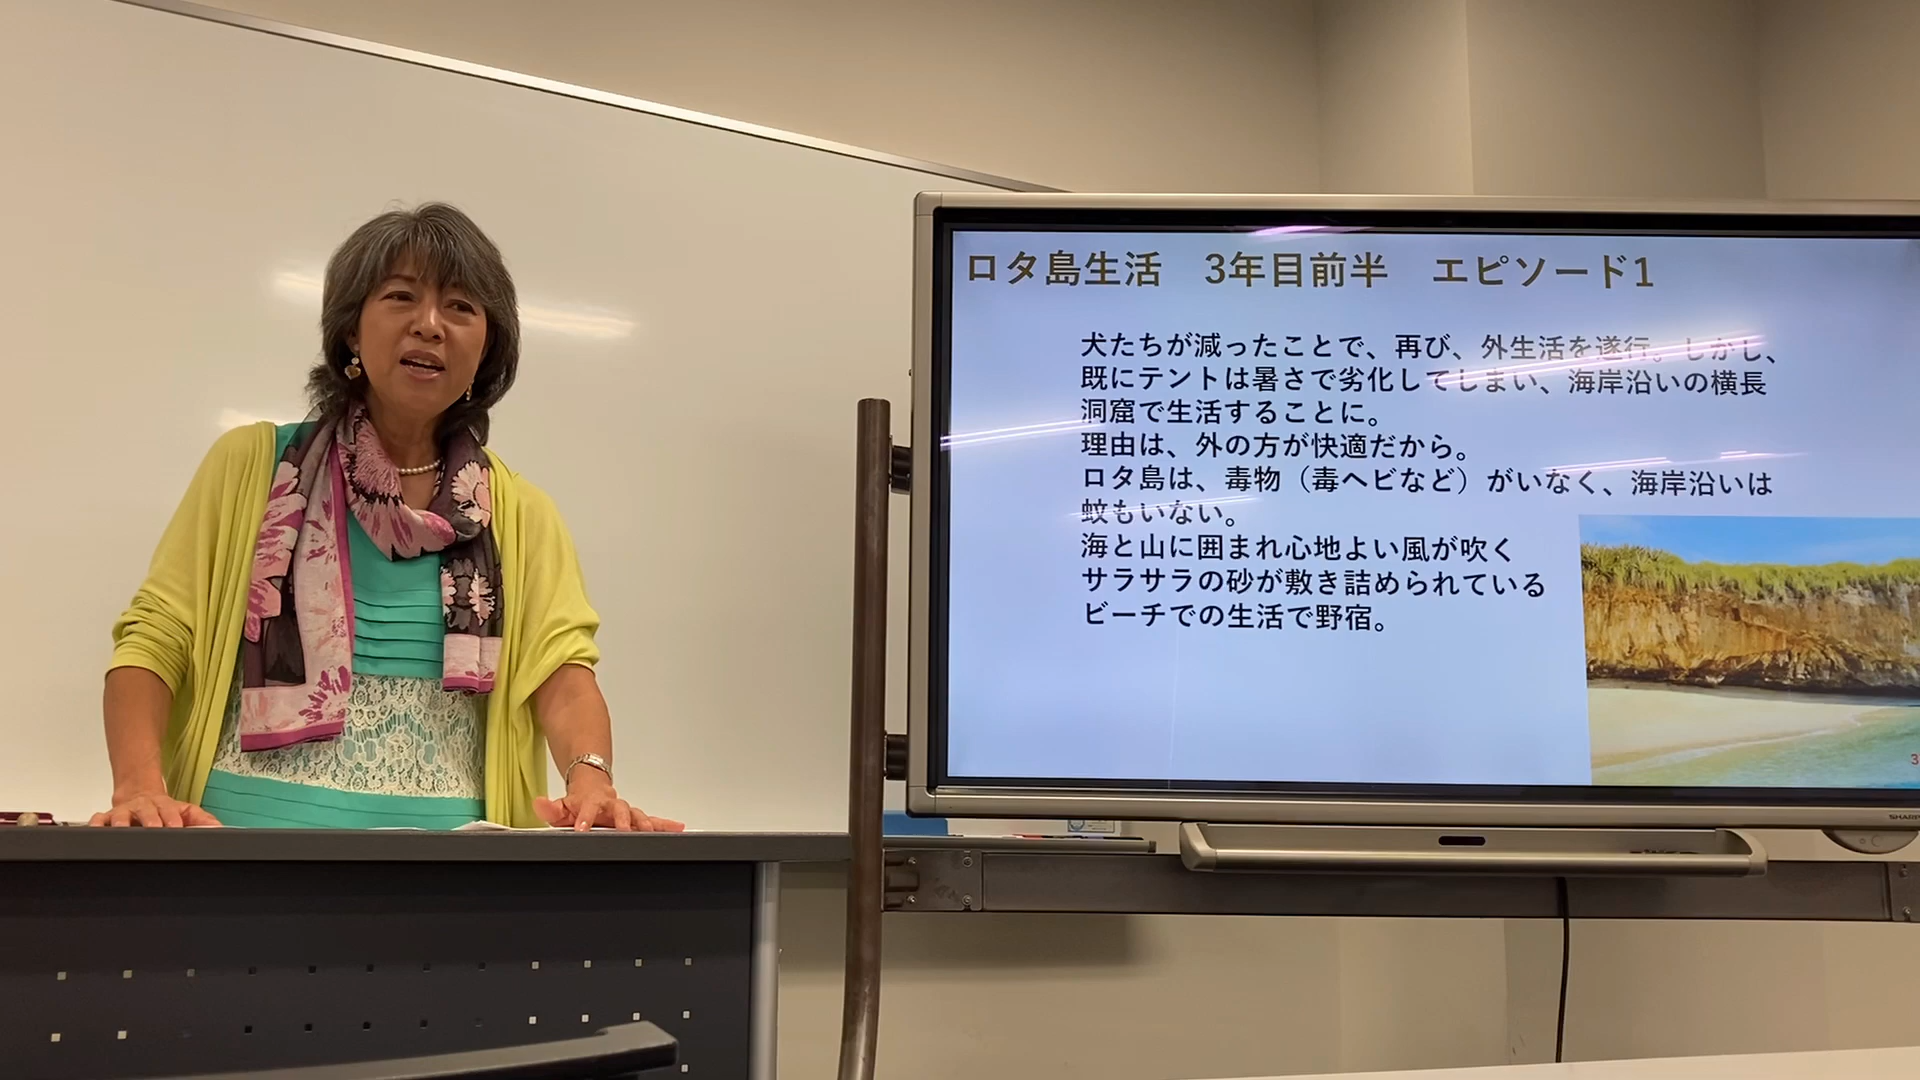 ロタ島生活　3年目前半　エピソード1
犬たちが減ったことで、再び、外生活を遂行。しかし、
既にテントは暑さで劣化してしまい、海岸沿いの横長
洞窟で生活することに。
理由は、外の方が快適だから。
ロタ島は、毒物（毒ヘビなど）がいなく、海岸沿いは
蚊もいない。
海と山に囲まれ心地よい風が吹く
サラサラの砂が敷き詰められている
ビーチでの生活で野宿。
3
SHARP